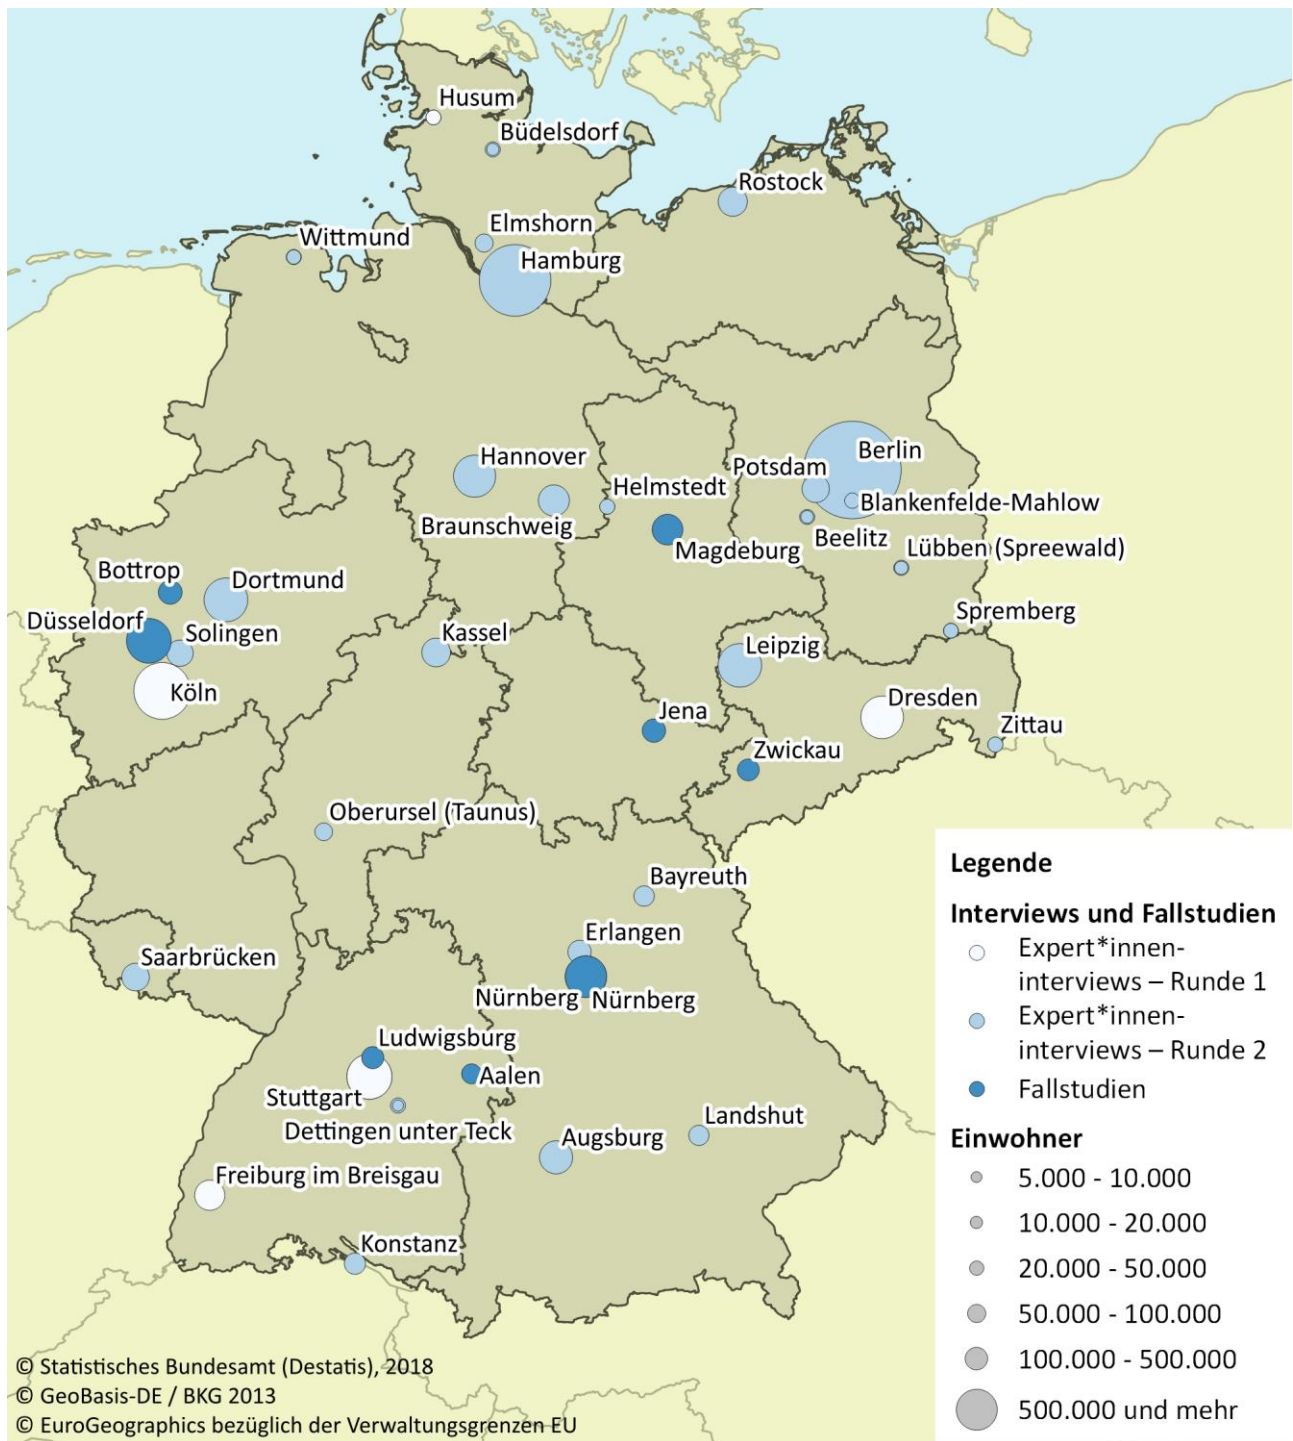 Husum
Büdelsdorf
Rostock
Elmshorn
Wittmund
Hamburg
Hannover
Berlin
Potsdam
Helmstedt
Blankenfelde-Mahlow
Braunschweig
Beelitz
Magdeburg
Lübben (Spreewald)
Bottrop
Dortmund
Spremberg
Düsseldorf
Solingen
Kassel
Leipzig
Köln
Dresden
Jena
Zittau
Zwickau
Oberursel (Taunus)
Bayreuth
Erlangen
Saarbrücken
Nürnberg Nürnberg
Ludwigsburg
Aalen
Stuttgart
Dettingen unter Teck
Landshut
Augsburg
Freiburg im Breisgau
Konstanz
Legende
Interviews und Fallstudien
Expert*innen-
interviews – Runde 1
Expert*innen-
interviews – Runde 2
Fallstudien
Einwohner
5.000 - 10.000
10.000 - 20.000
20.000 - 50.000
50.000 - 100.000
100.000 - 500.000
500.000 und mehr
© Statistisches Bundesamt (Destatis), 2018
© GeoBasis-DE / BKG 2013
© EuroGeographics bezüglich der Verwaltungsgrenzen EU